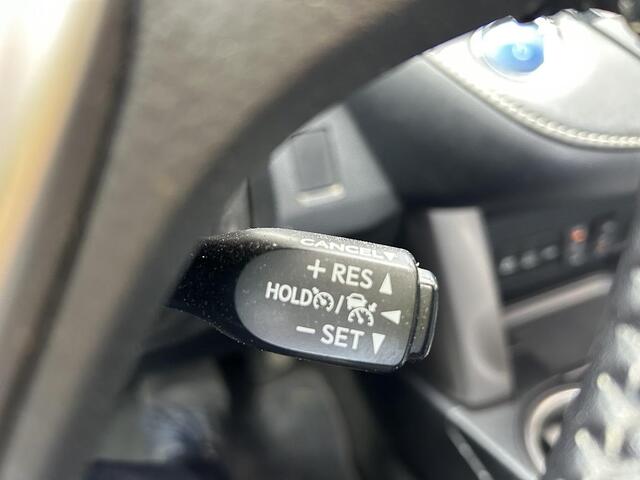 CANCEL
+ RES
HOLD /
− SET